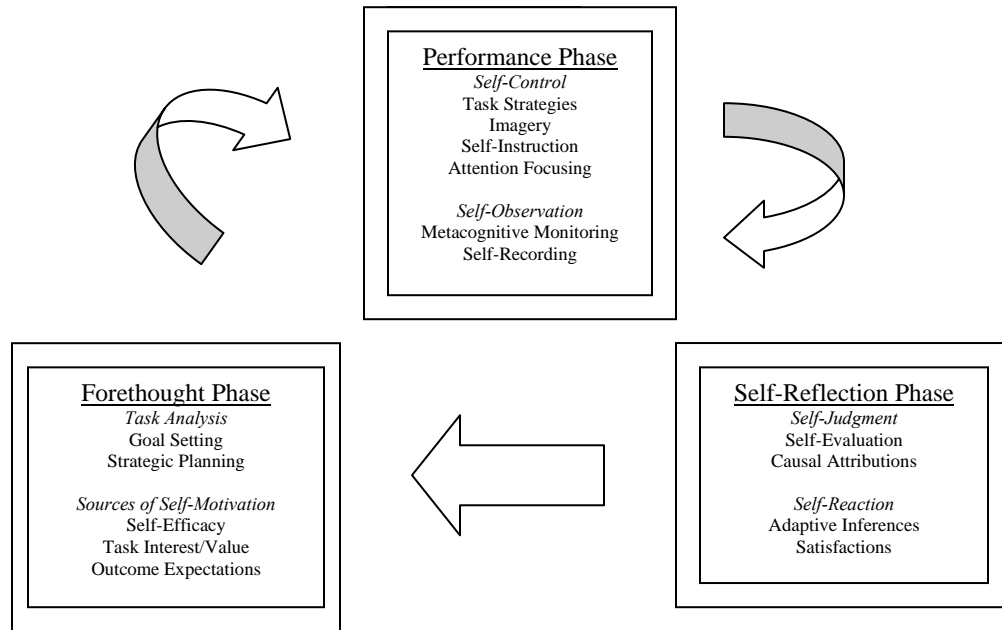 Performance Phase
Self-Control
Task Strategies
Imagery
Self-Instruction
Attention Focusing
Self-Observation
Metacognitive Monitoring
Self-Recording
Forethought Phase
Task Analysis
Goal Setting
Strategic Planning
Sources of Self-Motivation
Self-Efficacy
Task Interest/Value
Outcome Expectations
Self-Reflection Phase
Self-Judgment
Self-Evaluation
Causal Attributions
Self-Reaction
Adaptive Inferences
Satisfactions